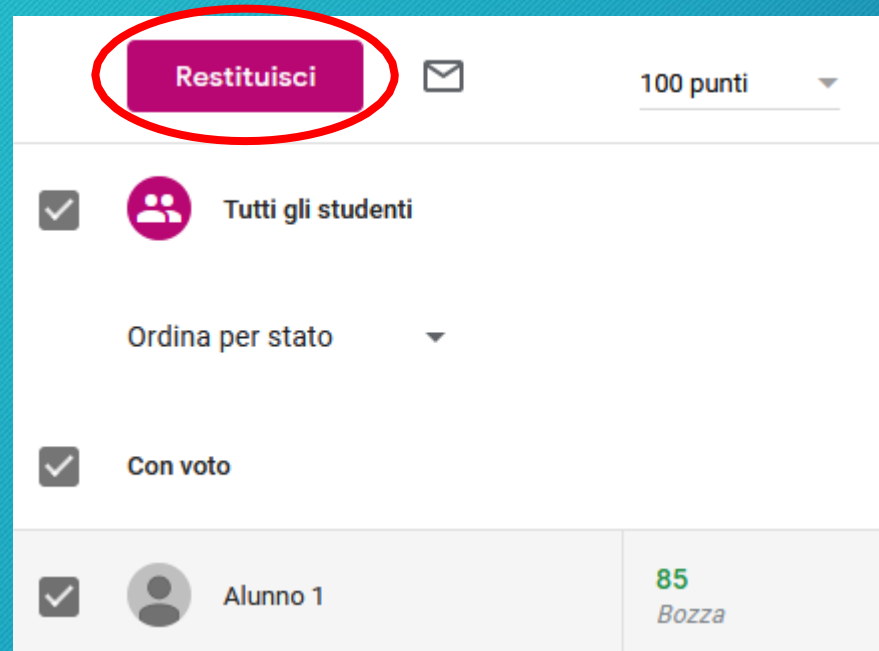 Restituisci
100 punti
Tutti gli studenti
Ordina per stato
Con voto
Alunno 1
85
Bozza